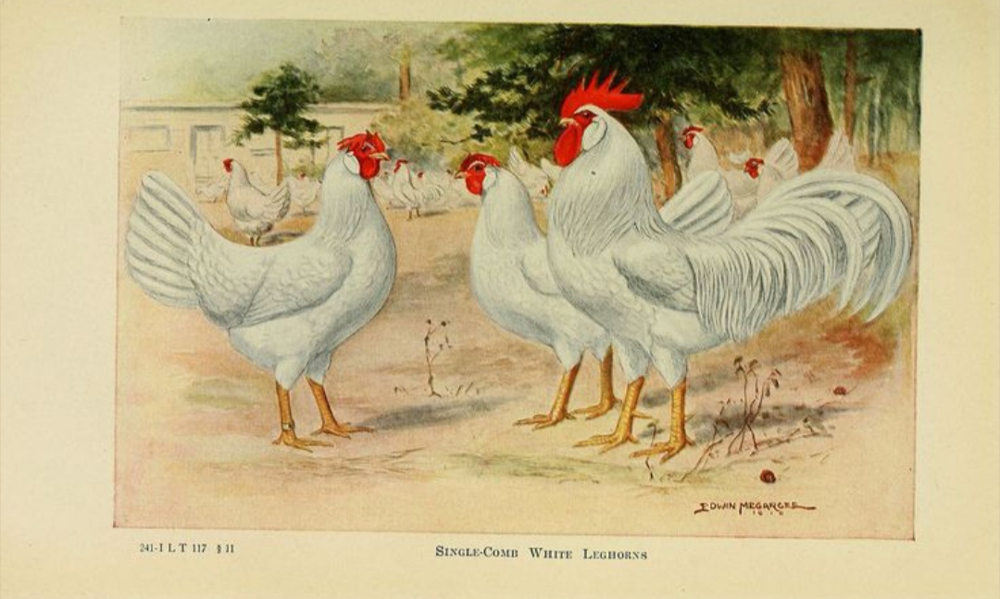 EDWIN MEGARGEE
241-I L T 117 § 11
SINGLE-COMB WHITE LEGHORNS